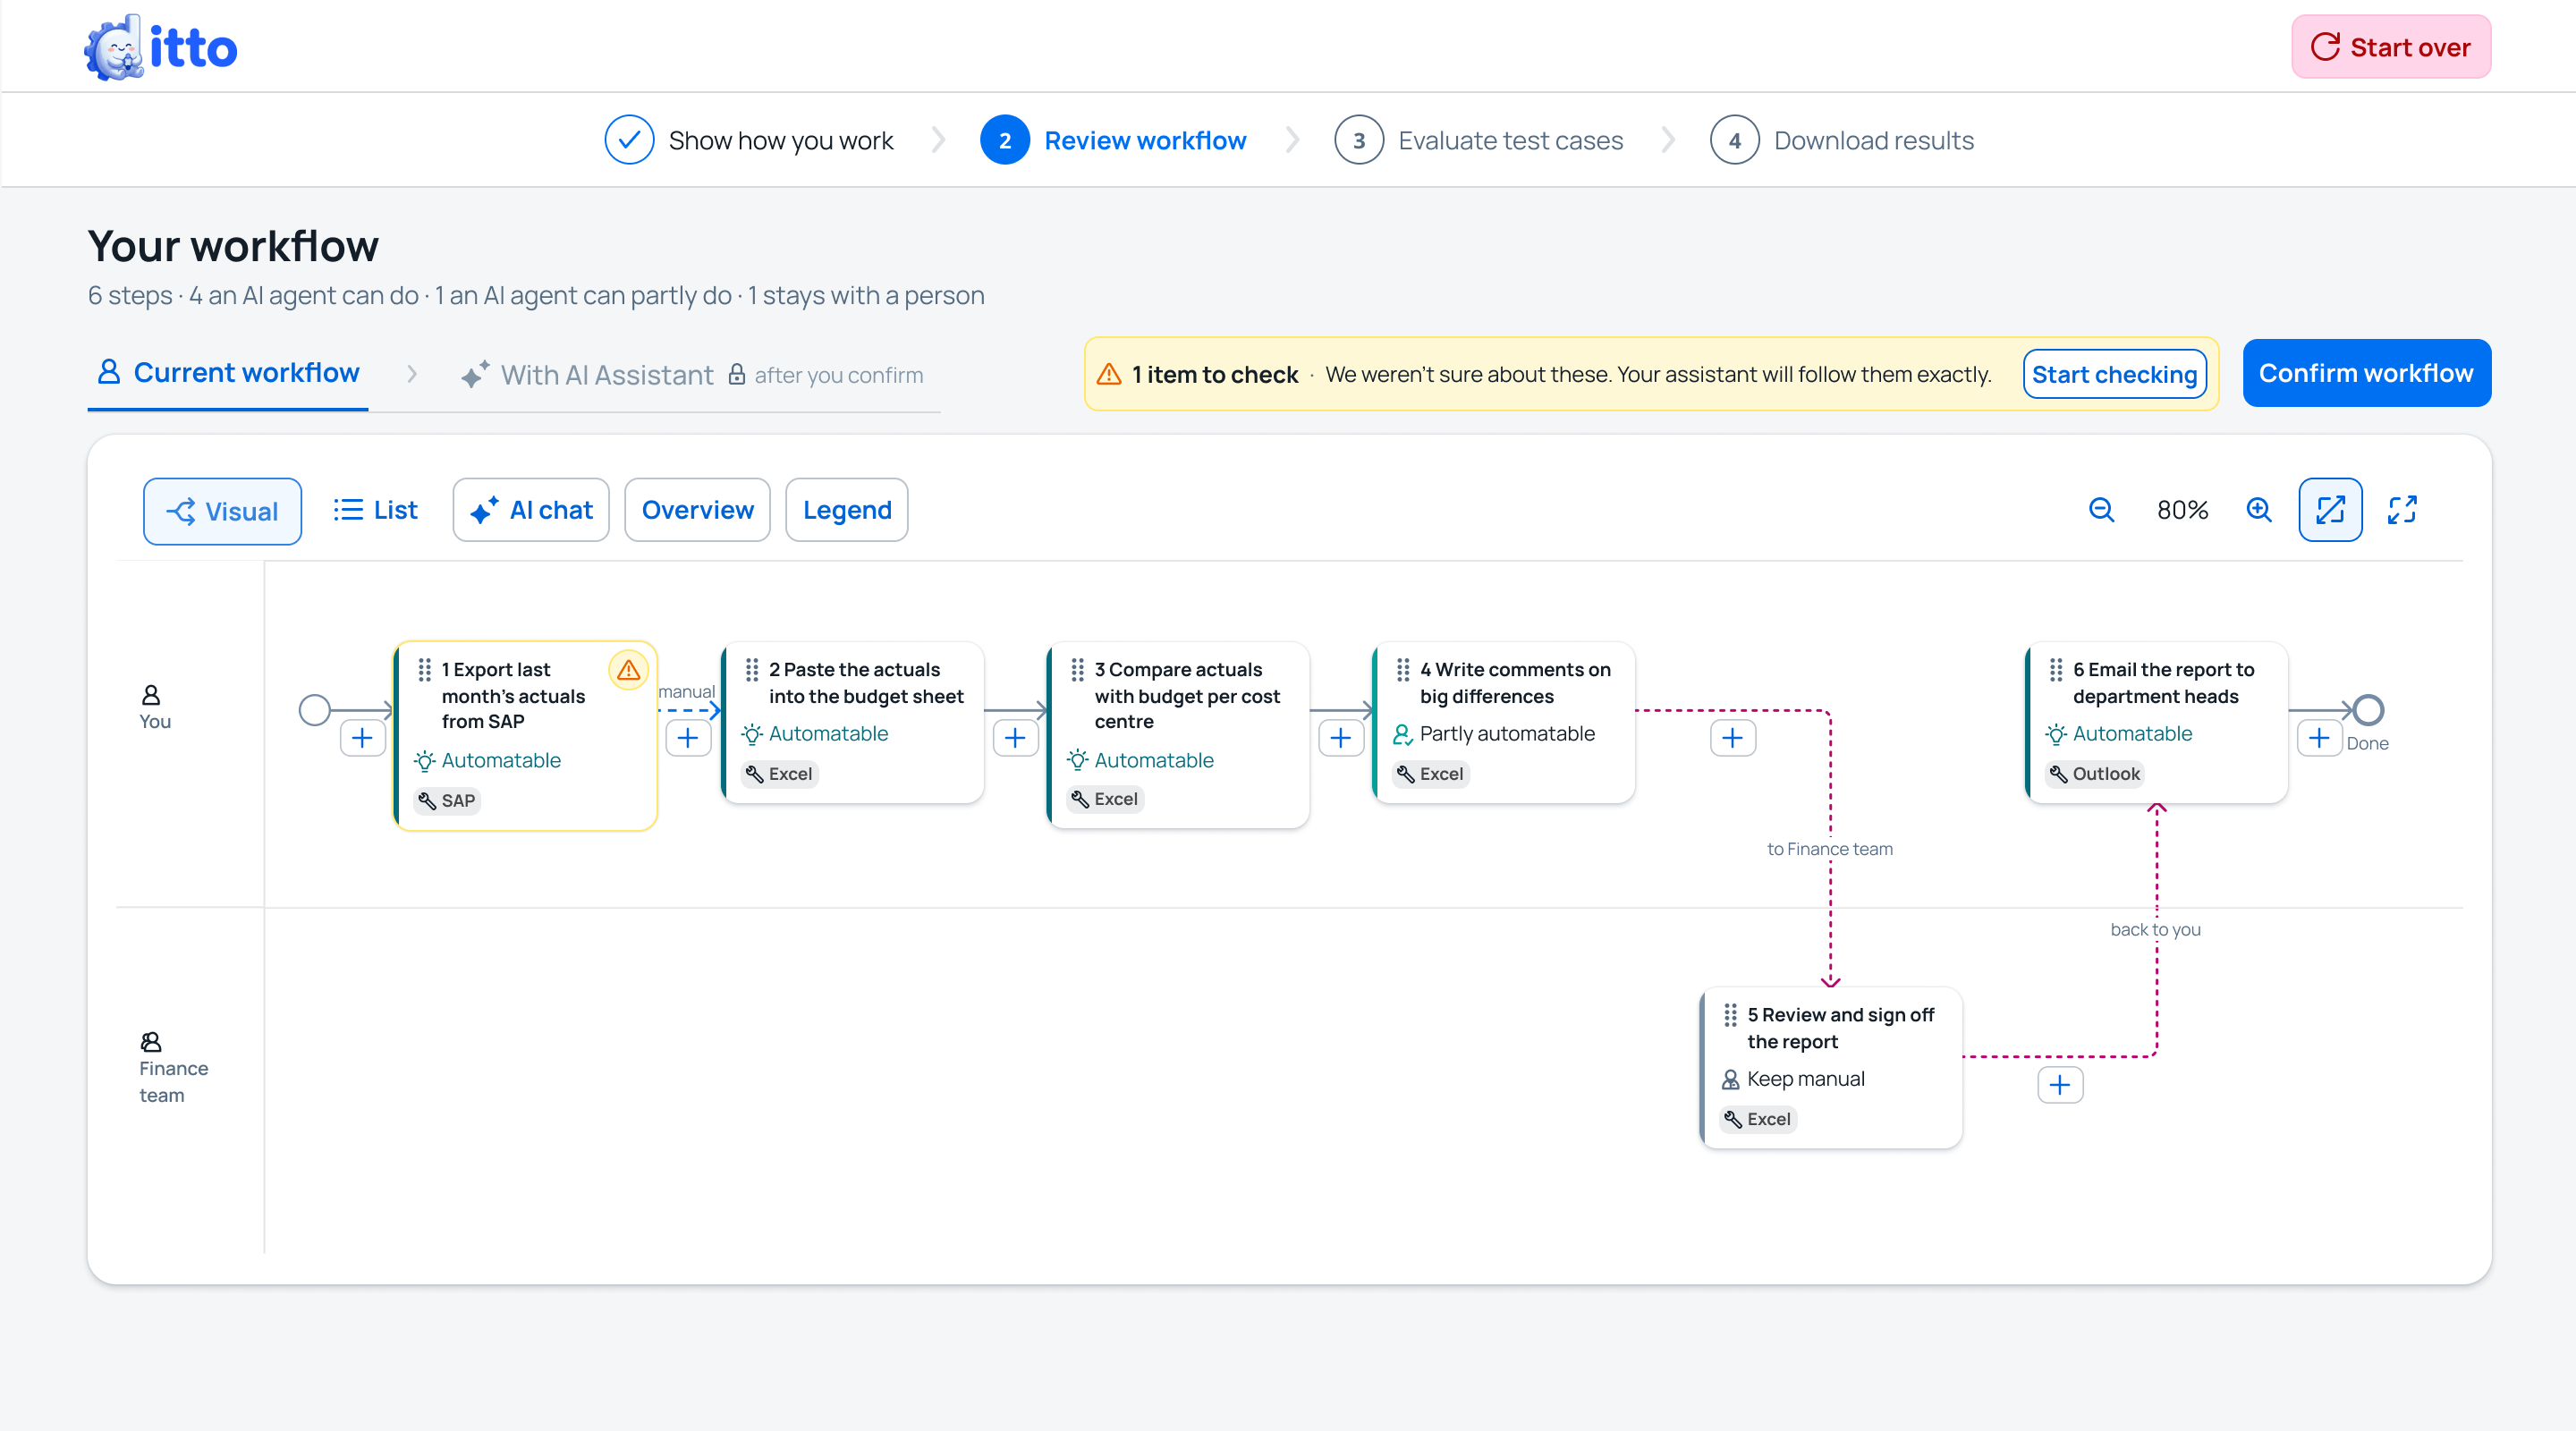 ditto
Start over
Show how you work
2
Review workflow
3
Evaluate test cases
4
Download results
Your workflow
6 steps · 4 an AI agent can do · 1 an AI agent can partly do · 1 stays with a person
Current workflow
With AI Assistant
after you confirm
1 item to check · We weren't sure about these. Your assistant will follow them exactly.
Start checking
Confirm workflow
Visual
List
AI chat
Overview
Legend
80%
You
1 Export last
month's actuals
from SAP
Automatable
SAP
manual
2 Paste the actuals
into the budget sheet
Automatable
Excel
3 Compare actuals
with budget per cost
centre
Automatable
Excel
4 Write comments on
big differences
Partly automatable
Excel
to Finance team
6 Email the report to
department heads
Automatable
Outlook
Done
back to you
Finance
team
5 Review and sign off
the report
Keep manual
Excel